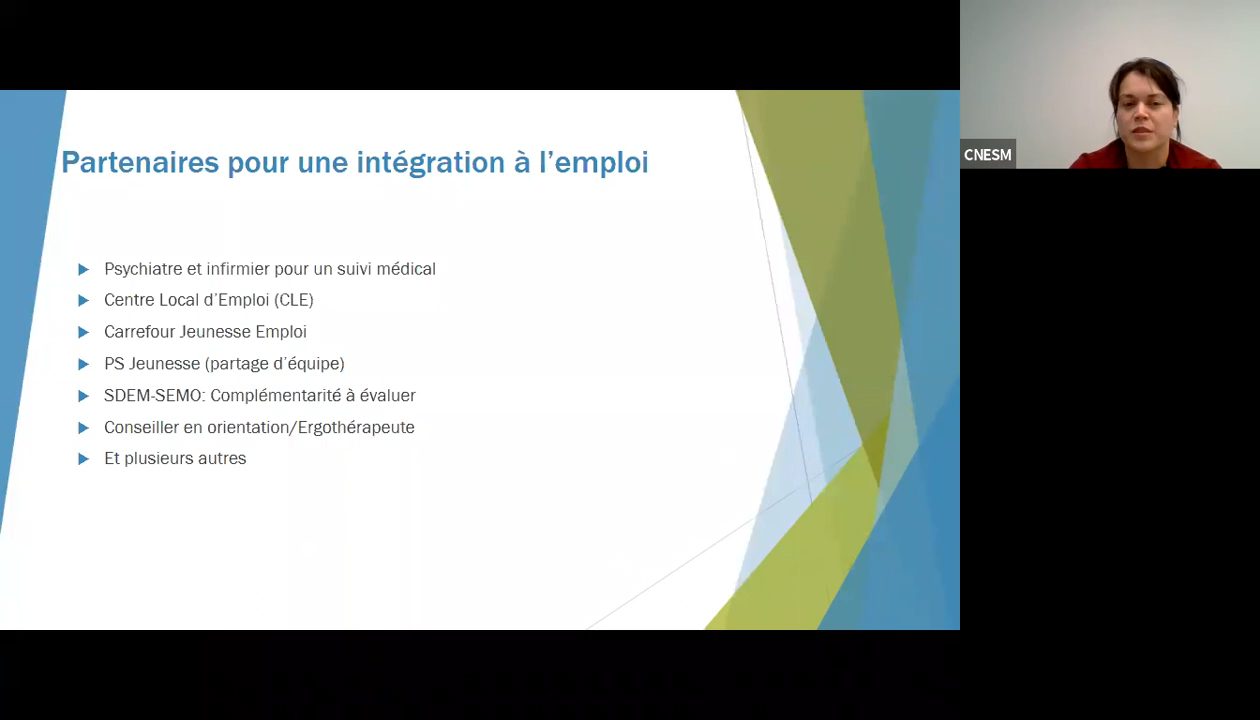 Partenaires pour une intégration à l’emploi
Psychiatre et infirmier pour un suivi médical
Centre Local d’Emploi (CLE)
Carrefour Jeunesse Emploi
PS Jeunesse (partage d’équipe)
SDEM-SEMO: Complémentarité à évaluer
Conseiller en orientation/Ergothérapeute
Et plusieurs autres
CNESM